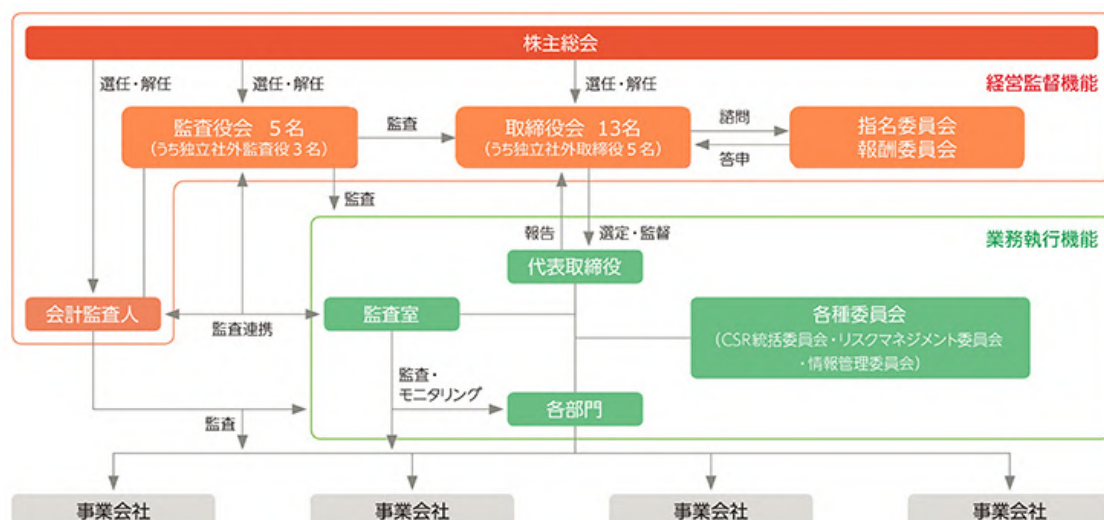 株主総会
選任・解任
選任・解任
選任・解任
経営監督機能
監査役会 5名
(うち独立社外監査役3名)
監査
取締役会 13名
(うち独立社外取締役5名)
諮問
答申
指名委員会
報酬委員会
監査
報告
選定・監督
業務執行機能
代表取締役
会計監査人
監査連携
監査室
各種委員会
(CSR統括委員会・リスクマネジメント委員会
・情報管理委員会)
監査・
モニタリング
各部門
監査
事業会社
事業会社
事業会社
事業会社